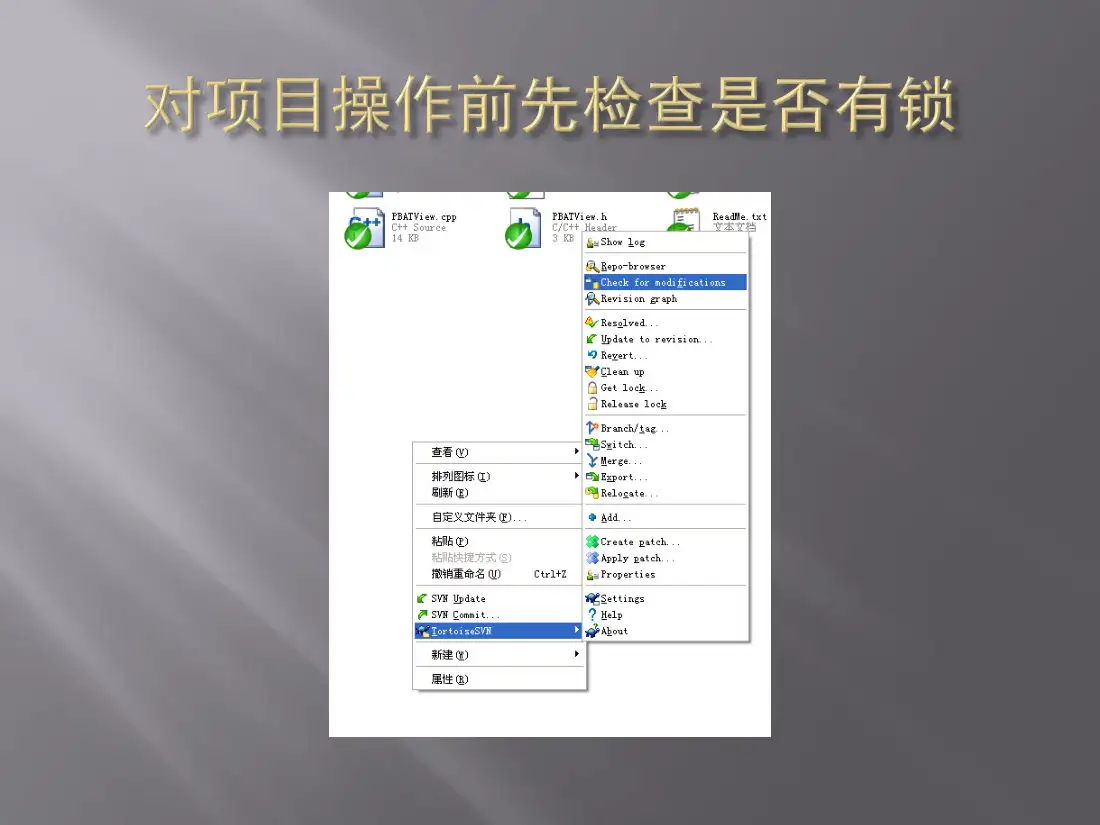 对项目操作前先检查是否有锁
PBATView.cpp
C++ Source
14 KB
PBATView.h
C/C++ Header
3 KB
ReadMe.txt
文本文档
Show log
Repo-browser
Check for modifications
Revision graph
Resolved...
Update to revision...
Revert...
Clean up
Get lock...
Release lock
Branch/tag...
Switch...
Merge...
Export...
Relocate...
Add...
Create patch...
Apply patch...
Properties
Settings
Help
About
查看(V)
排列图标(I)
刷新(E)
自定义文件夹(F)...
粘贴(P)
粘贴快捷方式(S)
撤销重命名(U) Ctrl+Z
SVN Update
SVN Commit...
TortoiseSVN
新建(W)
属性(R)